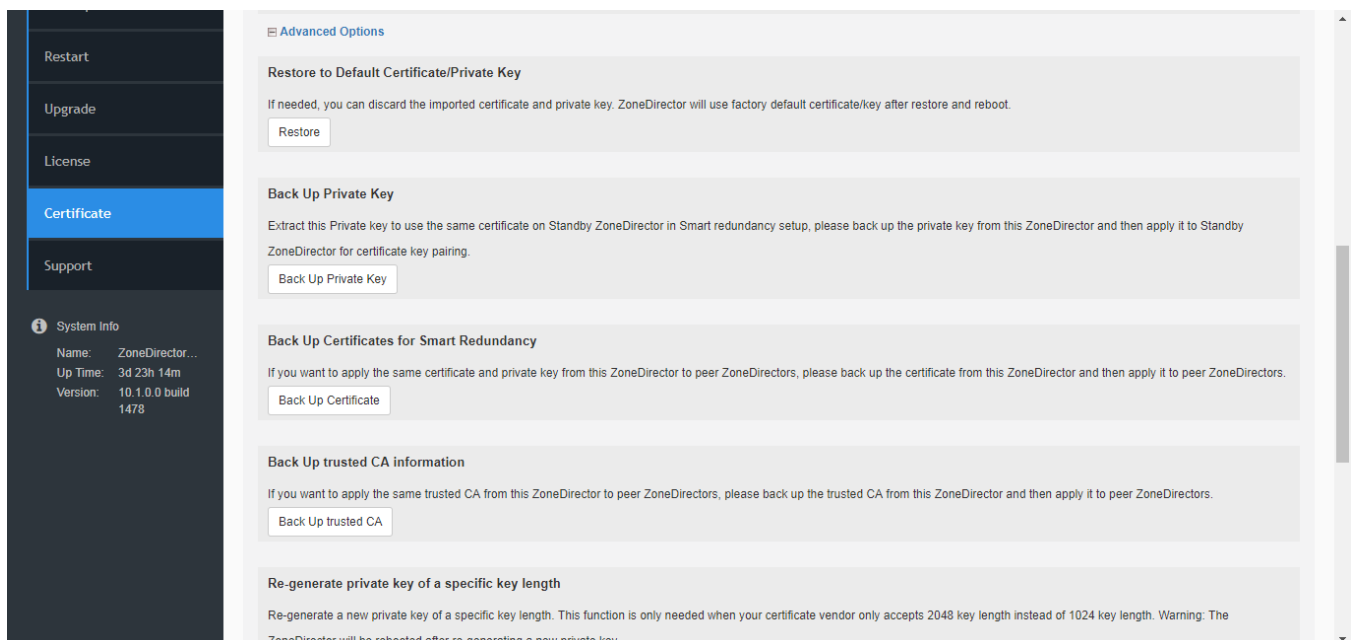 Advanced Options
Restart
Restore to Default Certificate/Private Key
If needed, you can discard the imported certificate and private key. ZoneDirector will use factory default certificate/key after restore and reboot.
Upgrade
Restore
License
Back Up Private Key
Certificate
Extract this Private key to use the same certificate on Standby ZoneDirector in Smart redundancy setup, please back up the private key from this ZoneDirector and then apply it to Standby
ZoneDirector for certificate key pairing.
Support
Back Up Private Key
System Info
Name: ZoneDirector...
Up Time: 3d 23h 14m
Version: 10.1.0.0 build
1478
Back Up Certificates for Smart Redundancy
If you want to apply the same certificate and private key from this ZoneDirector to peer ZoneDirectors, please back up the certificate from this ZoneDirector and then apply it to peer ZoneDirectors.
Back Up Certificate
Back Up trusted CA information
If you want to apply the same trusted CA from this ZoneDirector to peer ZoneDirectors, please back up the trusted CA from this ZoneDirector and then apply it to peer ZoneDirectors.
Back Up trusted CA
Re-generate private key of a specific key length
Re-generate a new private key of a specific key length. This function is only needed when your certificate vendor only accepts 2048 key length instead of 1024 key length. Warning: The
ZoneDirector will be rebooted after re-generating a new private key